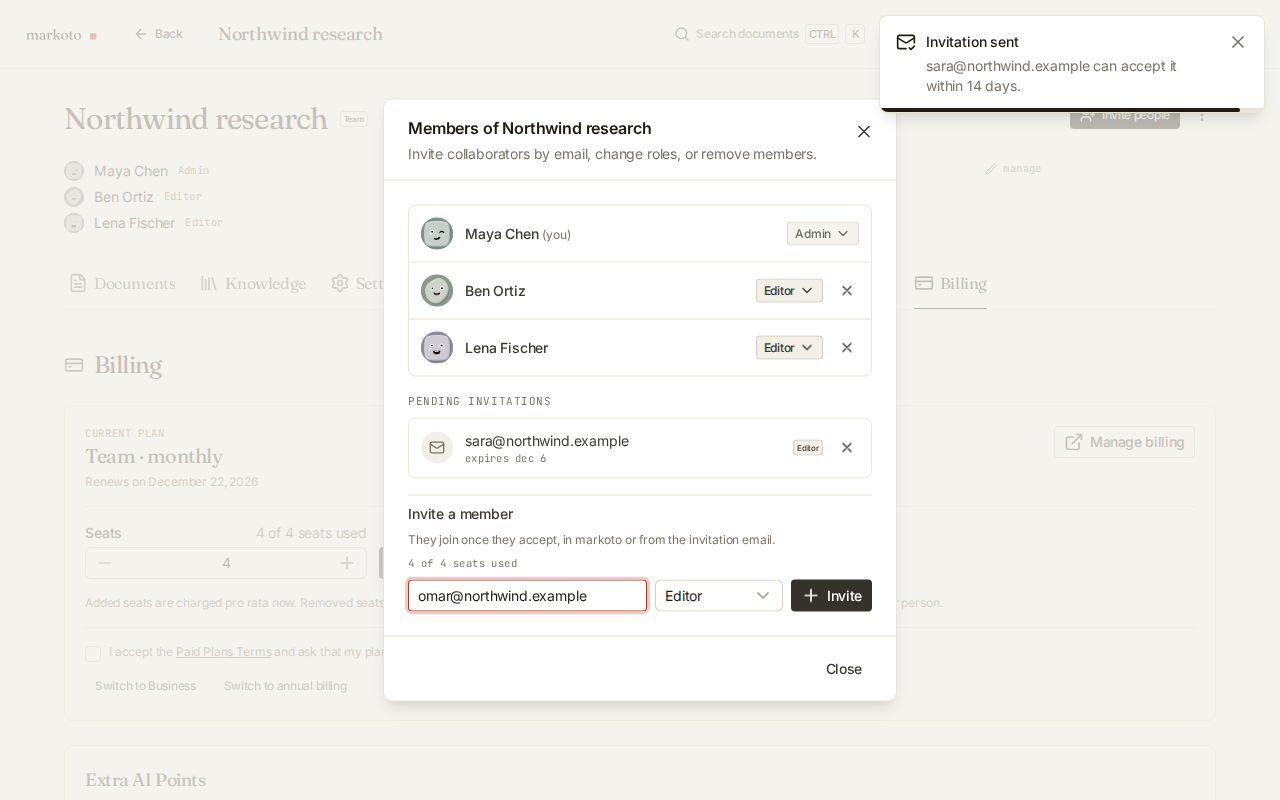 markoto
Back
Northwind research
Search documents CTRL K
Invitation sent
sara@northwind.example can accept it
within 14 days.
Northwind research Team
Invite people
Maya Chen Admin
Ben Ortiz Editor
Lena Fischer Editor
manage
Documents
Knowledge
Sett
Billing
Billing
CURRENT PLAN
Team · monthly
Renews on December 22, 2026
Manage billing
Seats 4 of 4 seats used
4
Added seats are charged pro rata now. Removed seats
person.
I accept the Paid Plans Terms and ask that my plan
Switch to Business Switch to annual billing
Extra AI Points
Members of Northwind research
Invite collaborators by email, change roles, or remove members.
Maya Chen (you) Admin
Ben Ortiz Editor
Lena Fischer Editor
PENDING INVITATIONS
sara@northwind.example Editor
expires dec 6
Invite a member
They join once they accept, in markoto or from the invitation email.
4 of 4 seats used
omar@northwind.example Editor Invite
Close